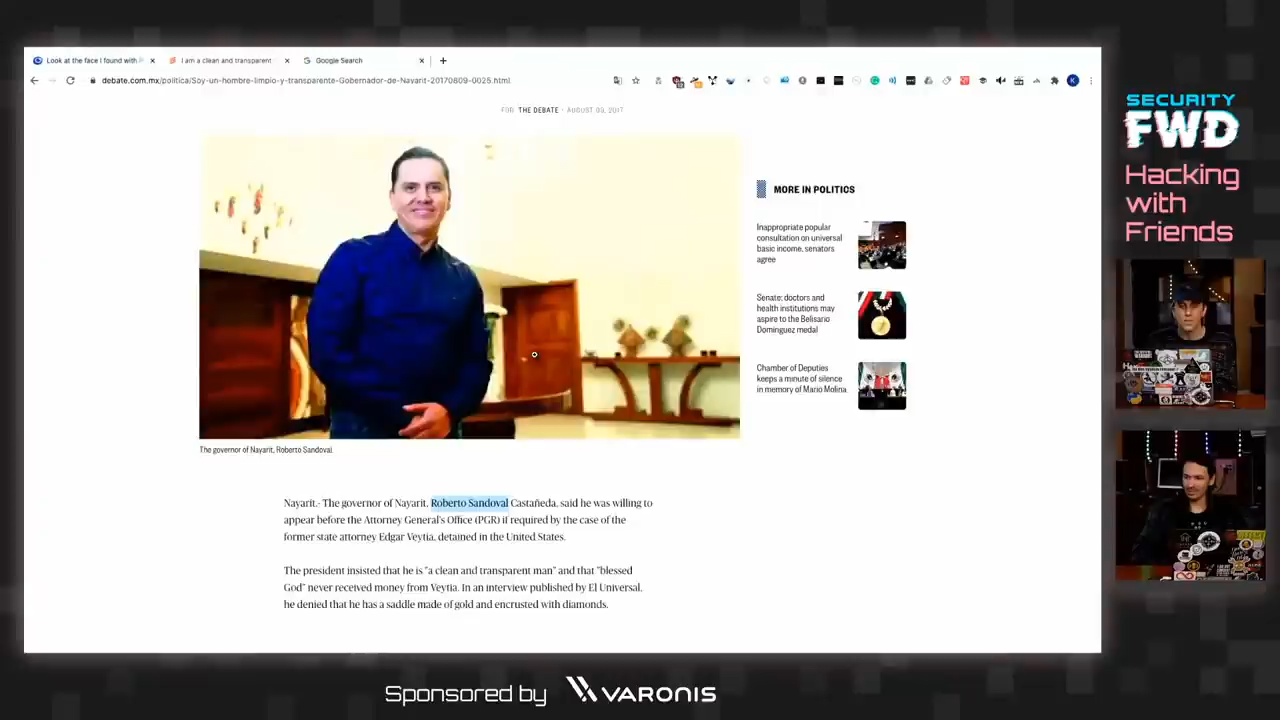 Look at the face I found with P
I am a clean and transparent
Google Search
debate.com.mx/politica/Soy-un-hombre-limpio-y-transparente-Gobernador-de-Navarit-20170809-0025.html
FOR THE DEBATE - AUGUST 09, 2017
MORE IN POLITICS
Inappropriate popular
consultation on universal
basic income, senators
agree
Senate; doctors and
health institutions may
aspire to the Belisario
Domínguez medal
Chamber of Deputies
keeps a minute of silence
in memory of Mario Molina
The governor of Nayarit, Roberto Sandoval.
Nayarit.- The governor of Nayarit, Roberto Sandoval Castañeda, said he was willing to
appear before the Attorney General's Office (PGR) if required by the case of the
former state attorney Edgar Veytia, detained in the United States.
The president insisted that he is "a clean and transparent man" and that "blessed
God" never received money from Veytia. In an interview published by El Universal,
he denied that he has a saddle made of gold and encrusted with diamonds.
SECURITY
FWD
Hacking
with
Friends
Sponsored by VARONIS